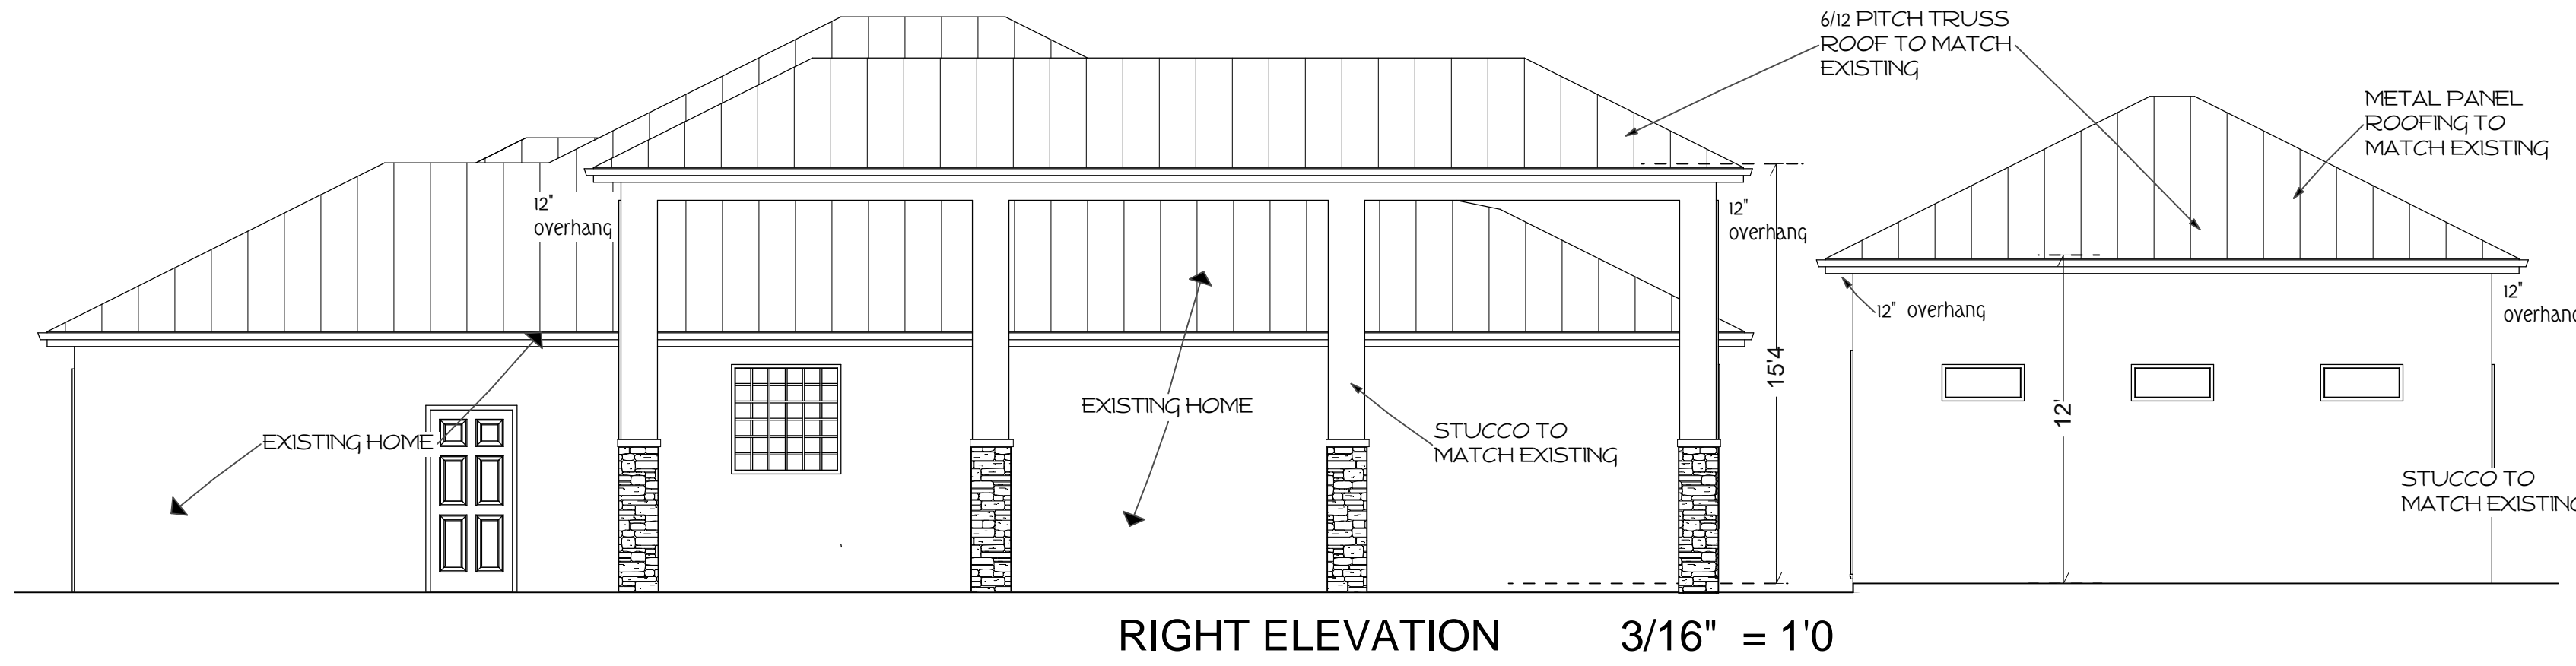 6/12 PITCH TRUSS
ROOF TO MATCH
EXISTING
METAL PANEL
ROOFING TO
MATCH EXISTING
12"
overhang
12"
overhang
12" overhang
12"
overhang
15'4
12'
EXISTING HOME
EXISTING HOME
STUCCO TO
MATCH EXISTING
STUCCO TO
MATCH EXISTING
RIGHT ELEVATION 3/16" = 1'0